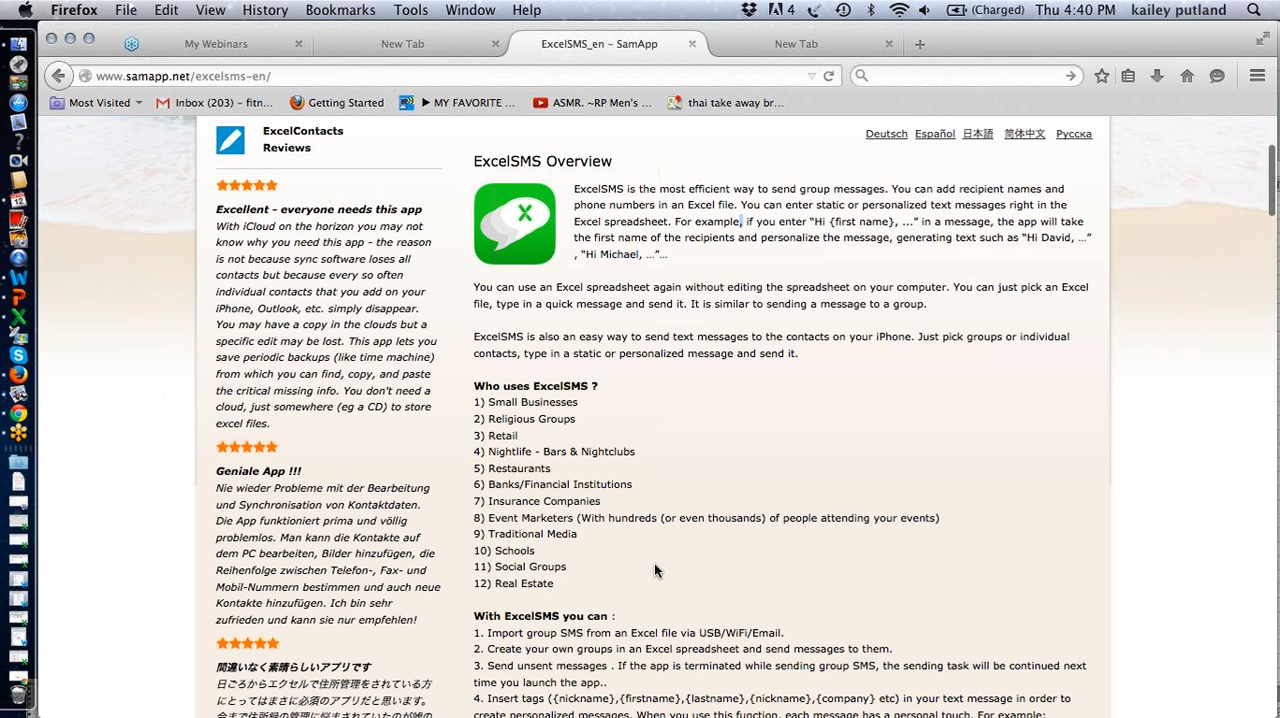 Firefox File Edit View History Bookmarks Tools Window Help 4 (Charged) Thu 4:40 PM kailey putland
My Webinars New Tab ExcelSMS_en – SamApp New Tab
www.samapp.net/excelsms-en/
Most Visited Inbox (203) – fitn... Getting Started ▶ MY FAVORITE ... ▶ ASMR. ~RP Men's ... thai take away br...
ExcelContacts
Reviews
Excellent - everyone needs this app
With iCloud on the horizon you may not
know why you need this app - the reason
is not because sync software loses all
contacts but because every so often
individual contacts that you add on your
iPhone, Outlook, etc. simply disappear.
You may have a copy in the clouds but a
specific edit may be lost. This app lets you
save periodic backups (like time machine)
from which you can find, copy, and paste
the critical missing info. You don't need a
cloud, just somewhere (eg a CD) to store
excel files.
Geniale App !!!
Nie wieder Probleme mit der Bearbeitung
und Synchronisation von Kontaktdaten.
Die App funktioniert prima und völlig
problemlos. Man kann die Kontakte auf
dem PC bearbeiten, Bilder hinzufügen, die
Reihenfolge zwischen Telefon-, Fax- und
Mobil-Nummern bestimmen und auch neue
Kontakte hinzufügen. Ich bin sehr
zufrieden und kann sie nur empfehlen!
間違いなく素晴らしいアプリです
日ごろからエクセルで住所管理をされている方
にとってはまさに必須のアプリだと思います。
今まで住所録の管理に悩まされていたのが嘘の
Deutsch Español 日本語 简体中文 Русска
ExcelSMS Overview
ExcelSMS is the most efficient way to send group messages. You can add recipient names and
phone numbers in an Excel file. You can enter static or personalized text messages right in the
Excel spreadsheet. For example, if you enter “Hi {first name}, ...” in a message, the app will take
the first name of the recipients and personalize the message, generating text such as “Hi David, ...”
, “Hi Michael, ...”...
You can use an Excel spreadsheet again without editing the spreadsheet on your computer. You can just pick an Excel
file, type in a quick message and send it. It is similar to sending a message to a group.
ExcelSMS is also an easy way to send text messages to the contacts on your iPhone. Just pick groups or individual
contacts, type in a static or personalized message and send it.
Who uses ExcelSMS ?
1) Small Businesses
2) Religious Groups
3) Retail
4) Nightlife - Bars & Nightclubs
5) Restaurants
6) Banks/Financial Institutions
7) Insurance Companies
8) Event Marketers (With hundreds (or even thousands) of people attending your events)
9) Traditional Media
10) Schools
11) Social Groups
12) Real Estate
With ExcelSMS you can :
1. Import group SMS from an Excel file via USB/WiFi/Email.
2. Create your own groups in an Excel spreadsheet and send messages to them.
3. Send unsent messages . If the app is terminated while sending group SMS, the sending task will be continued next
time you launch the app..
4. Insert tags ({nickname},{firstname},{lastname},{nickname},{company} etc) in your text message in order to
create personalized messages. When you use this function, each message has a personal touch. For example: